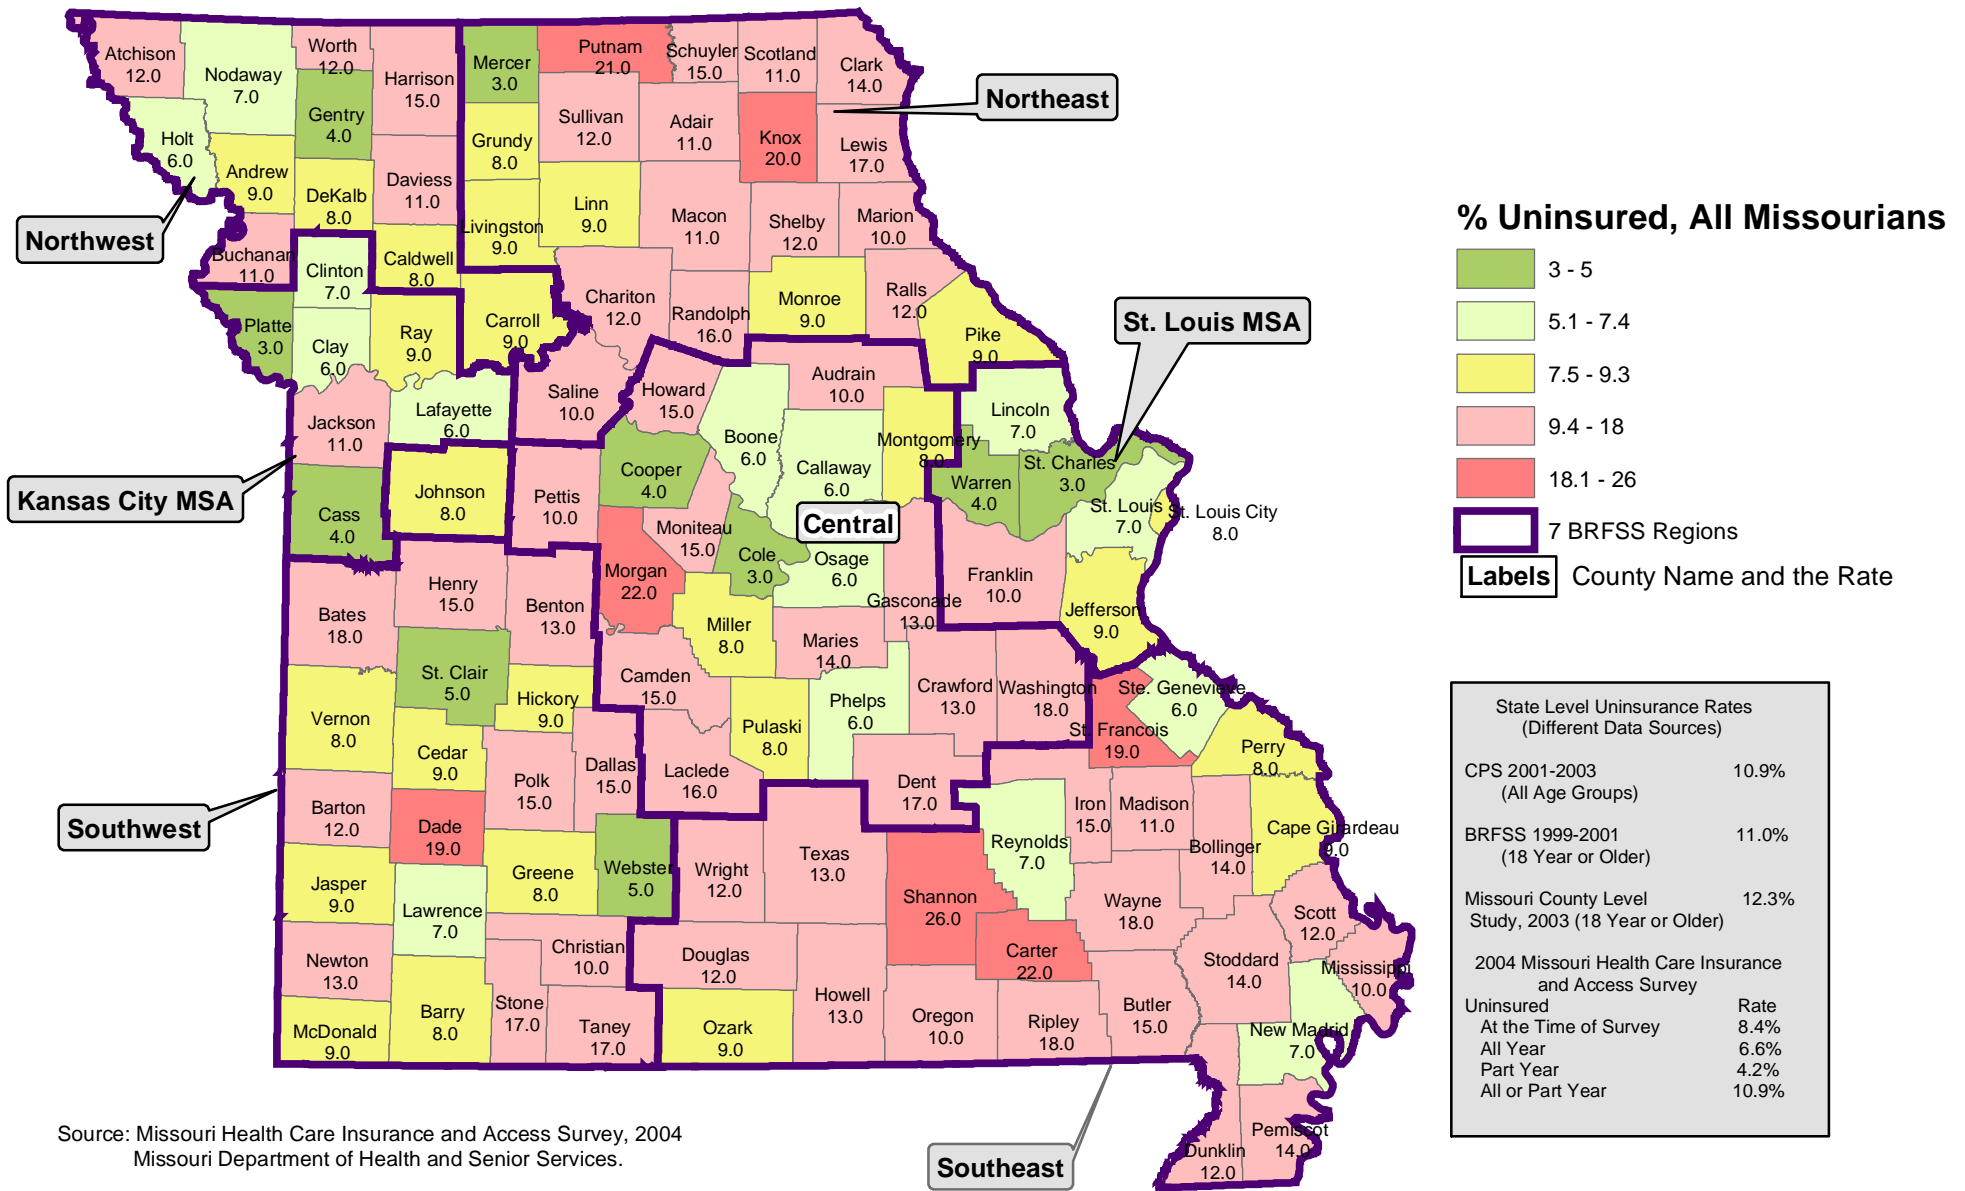 Atchison
12.0
Nodaway
7.0
Worth
12.0
Harrison
15.0
Mercer
3.0
Putnam
21.0
Schuyler
15.0
Scotland
11.0
Clark
14.0
Northeast
Holt
6.0
Gentry
4.0
Andrew
9.0
DeKalb
8.0
Daviess
11.0
Grundy
8.0
Sullivan
12.0
Adair
11.0
Knox
20.0
Lewis
17.0
Northwest
Buchanan
11.0
Clinton
7.0
Caldwell
8.0
Livingston
9.0
Linn
9.0
Macon
11.0
Shelby
12.0
Marion
10.0
Platte
3.0
Clay
6.0
Ray
9.0
Carroll
9.0
Chariton
12.0
Randolph
16.0
Monroe
9.0
Ralls
12.0
Pike
9.0
St. Louis MSA
Jackson
11.0
Lafayette
6.0
Saline
10.0
Howard
15.0
Audrain
10.0
Boone
6.0
Callaway
6.0
Montgomery
8.0
Lincoln
7.0
Kansas City MSA
Cass
4.0
Johnson
8.0
Pettis
10.0
Cooper
4.0
Moniteau
15.0
Cole
3.0
Central
Osage
6.0
Warren
4.0
St. Charles
3.0
St. Louis
7.0
St. Louis City
8.0
Bates
18.0
Henry
15.0
Benton
13.0
Morgan
22.0
Miller
8.0
Maries
14.0
Gasconade
13.0
Franklin
10.0
Jefferson
9.0
St. Clair
5.0
Hickory
9.0
Camden
15.0
Pulaski
8.0
Phelps
6.0
Crawford
13.0
Washington
18.0
Ste. Genevieve
6.0
St. Francois
19.0
Perry
8.0
Vernon
8.0
Cedar
9.0
Polk
15.0
Dallas
15.0
Laclede
16.0
Dent
17.0
Iron
15.0
Madison
11.0
Bollinger
14.0
Cape Girardeau
9.0
Southwest
Barton
12.0
Dade
19.0
Greene
8.0
Webster
5.0
Wright
12.0
Texas
13.0
Shannon
26.0
Reynolds
7.0
Wayne
18.0
Jasper
9.0
Lawrence
7.0
Christian
10.0
Douglas
12.0
Howell
13.0
Carter
22.0
Scott
12.0
Stoddard
14.0
Mississippi
10.0
Newton
13.0
McDonald
9.0
Barry
8.0
Stone
17.0
Taney
17.0
Ozark
9.0
Oregon
10.0
Ripley
18.0
Butler
15.0
New Madrid
7.0
Dunklin
12.0
Pemiscot
14.0
Southeast
% Uninsured, All Missourians
3 - 5
5.1 - 7.4
7.5 - 9.3
9.4 - 18
18.1 - 26
7 BRFSS Regions
Labels County Name and the Rate
State Level Uninsurance Rates
(Different Data Sources)
CPS 2001-2003 10.9%
(All Age Groups)
BRFSS 1999-2001 11.0%
(18 Year or Older)
Missouri County Level 12.3%
Study, 2003 (18 Year or Older)
2004 Missouri Health Care Insurance
and Access Survey
Uninsured Rate
At the Time of Survey 8.4%
All Year 6.6%
Part Year 4.2%
All or Part Year 10.9%
Source: Missouri Health Care Insurance and Access Survey, 2004
Missouri Department of Health and Senior Services.